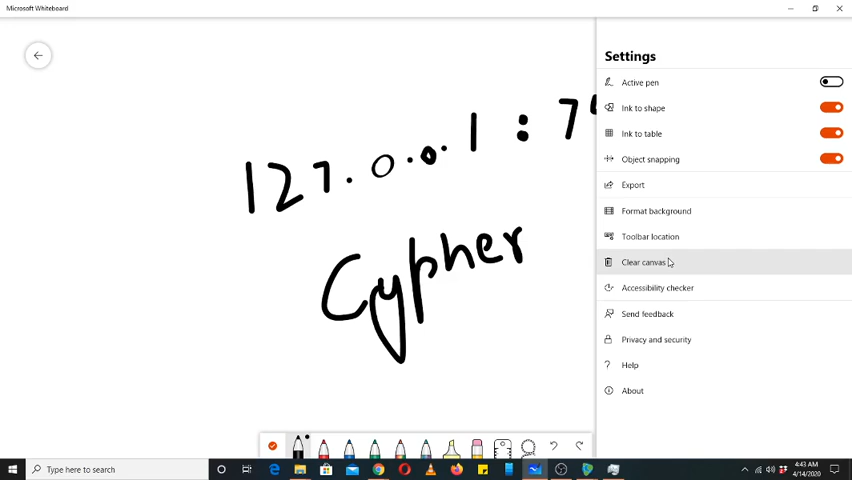 Microsoft Whiteboard
Settings
Active pen
Ink to shape
Ink to table
Object snapping
Export
Format background
Toolbar location
Clear canvas
Accessibility checker
Send feedback
Privacy and security
Help
About
127.0.0.1 : 7
Cypher
Type here to search
4:43 AM
4/14/2020